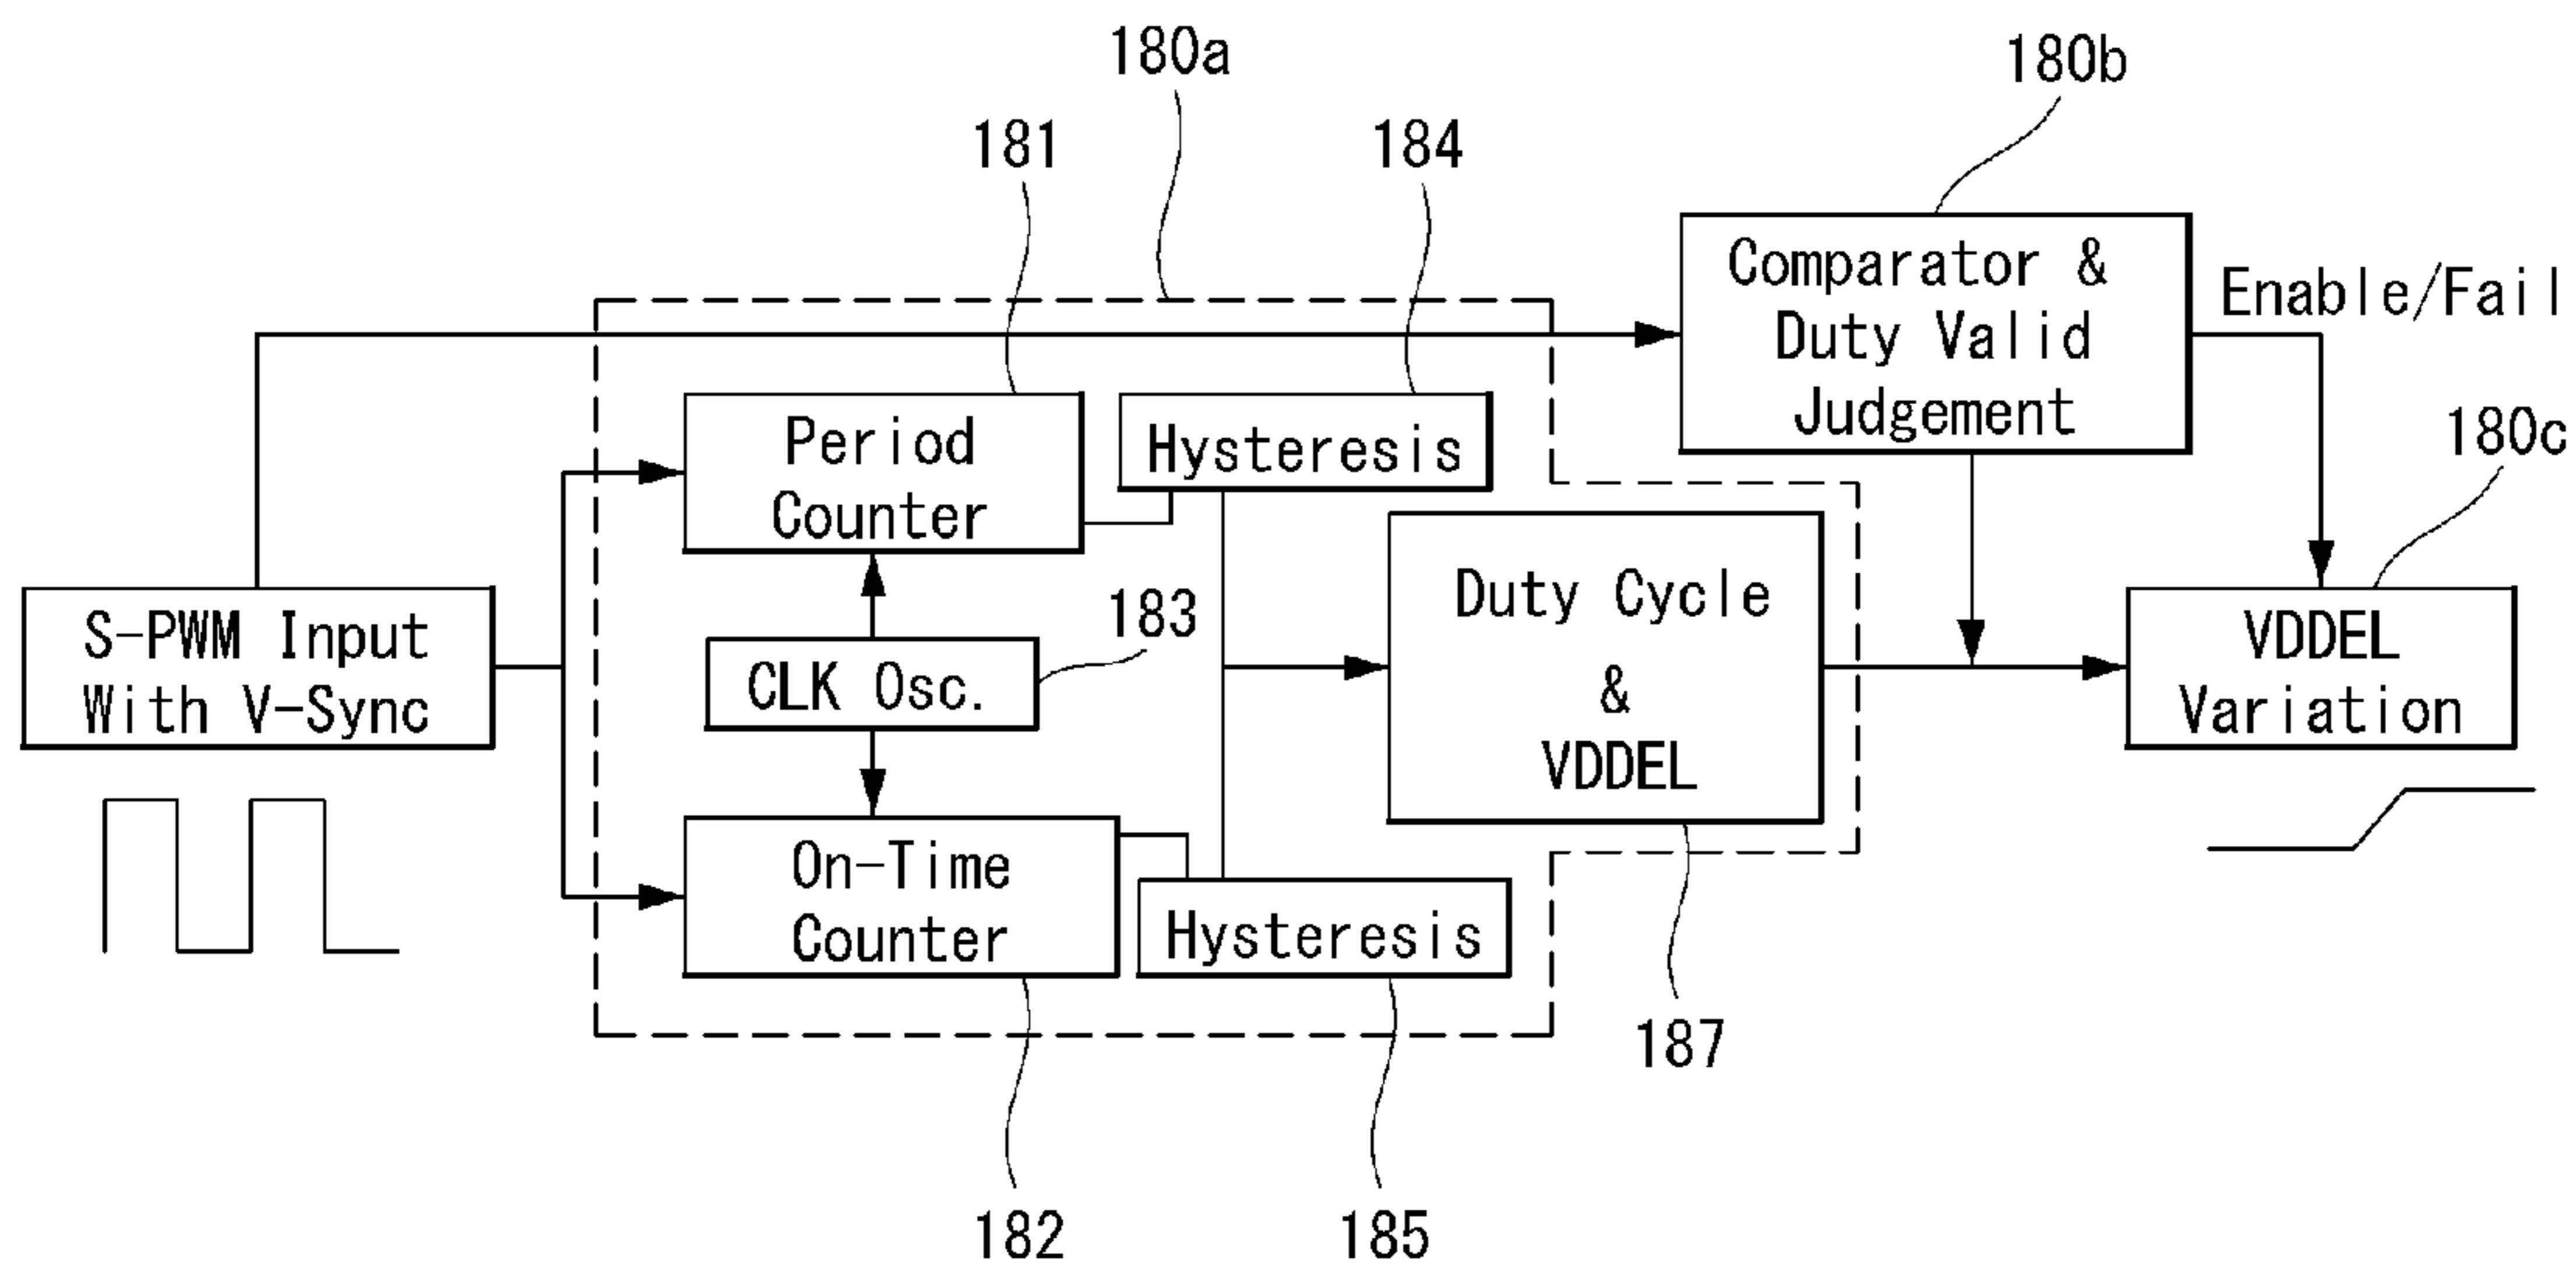 180a
180b
181
184
Comparator &
Duty Valid
Judgement
Enable/Fail
180c
Period
Counter
Hysteresis
S-PWM Input
With V-Sync
CLK Osc.
183
Duty Cycle
&
VDDEL
VDDEL
Variation
On-Time
Counter
Hysteresis
187
182
185